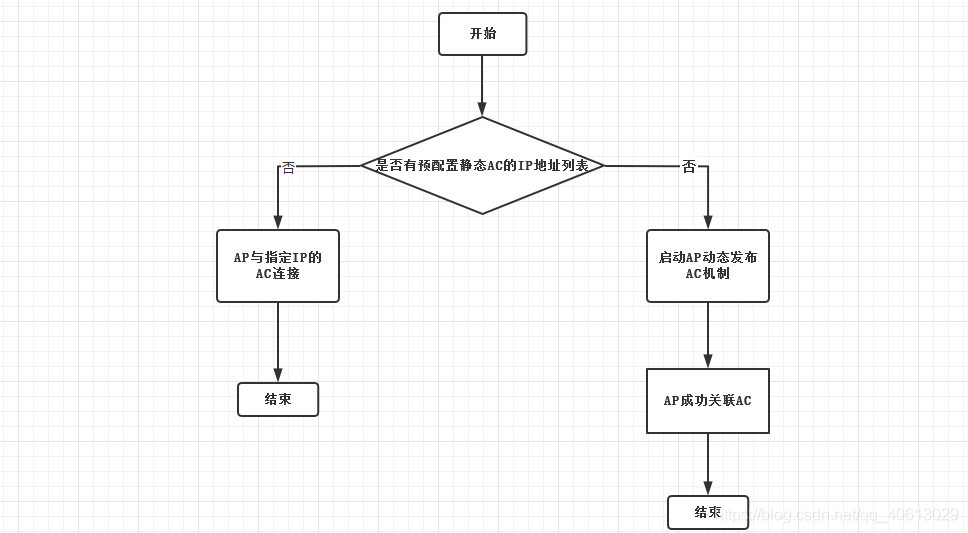 开始
是否有预配置静态AC的IP地址列表
否
否
AP与指定IP的
AC连接
启动AP动态发布
AC机制
结束
AP成功关联AC
结束
https://blog.csdn.net/qq_40613029